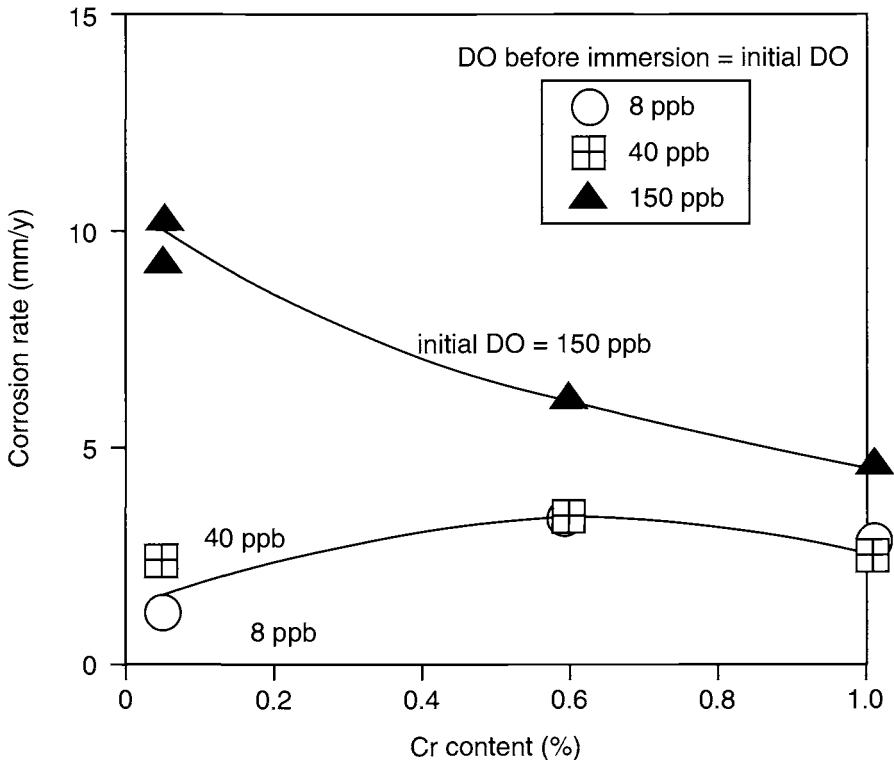 15
DO before immersion = initial DO
8 ppb
40 ppb
150 ppb
10
initial DO = 150 ppb
Corrosion rate (mm/y)
5
40 ppb
8 ppb
0
0 0.2 0.4 0.6 0.8 1.0
Cr content (%)